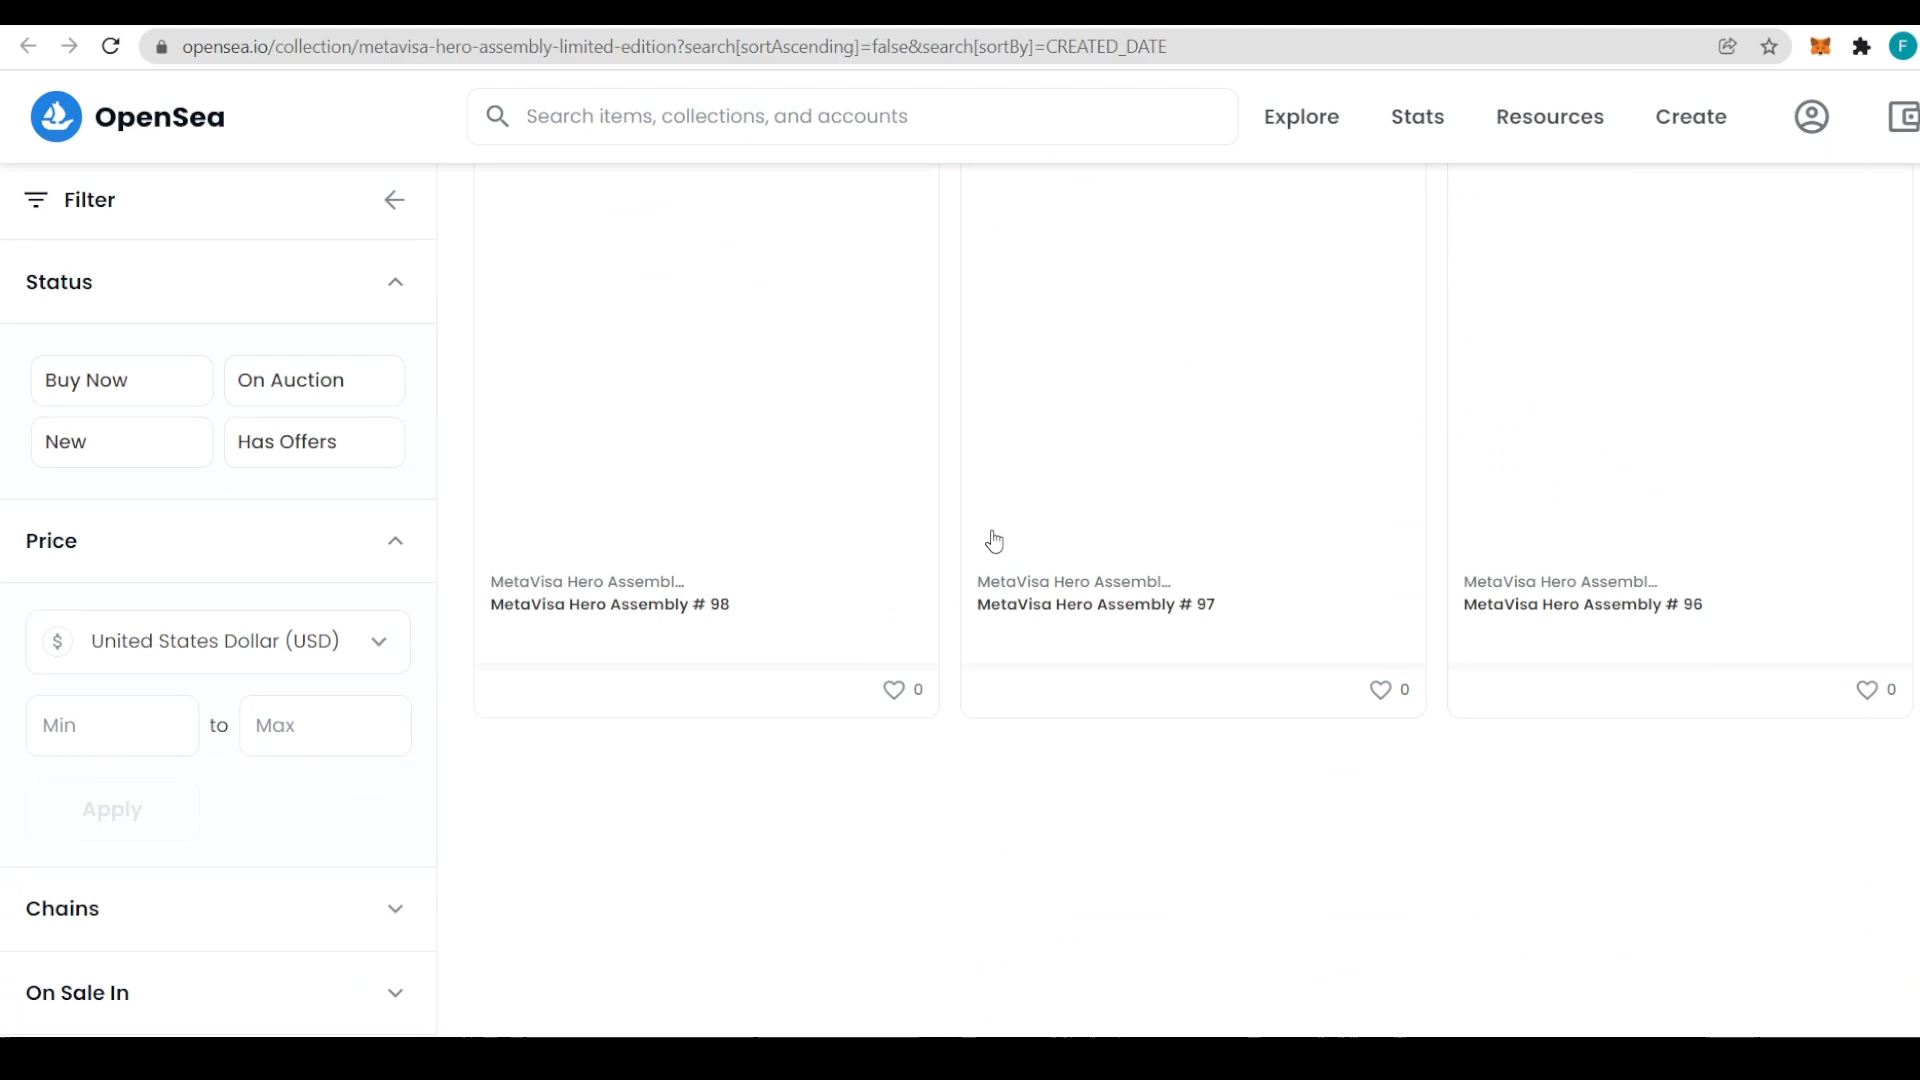 opensea.io/collection/metavisa-hero-assembly-limited-edition?search[sortAscending]=false&search[sortBy]=CREATED_DATE
F
OpenSea
Search items, collections, and accounts
Explore
Stats
Resources
Create
Filter
Status
Buy Now
On Auction
New
Has Offers
Price
$ United States Dollar (USD)
Min to Max
Apply
Chains
On Sale In
MetaVisa Hero Assembl...
MetaVisa Hero Assembly # 98
0
MetaVisa Hero Assembl...
MetaVisa Hero Assembly # 97
0
MetaVisa Hero Assembl...
MetaVisa Hero Assembly # 96
0